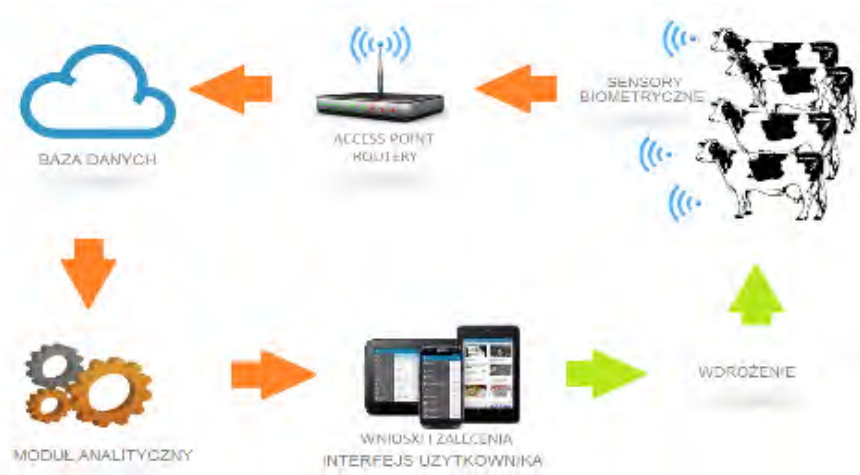 SENSORY
BIOMETRYCZNE
ACCESS POINT
ROUTERY
BAZA DANYCH
MODUŁ ANALITYCZNY
WNIOSKI I ZALECENIA
INTERFEJS UŻYTKOWNIKA
WDROŻENIE